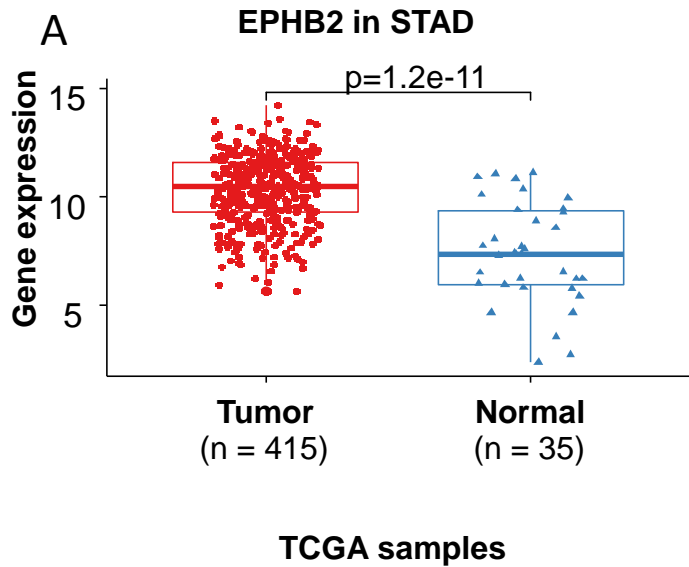 A
EPHB2 in STAD
Gene expression
15
10
5
p=1.2e-11
Tumor
(n = 415)
Normal
(n = 35)
TCGA samples